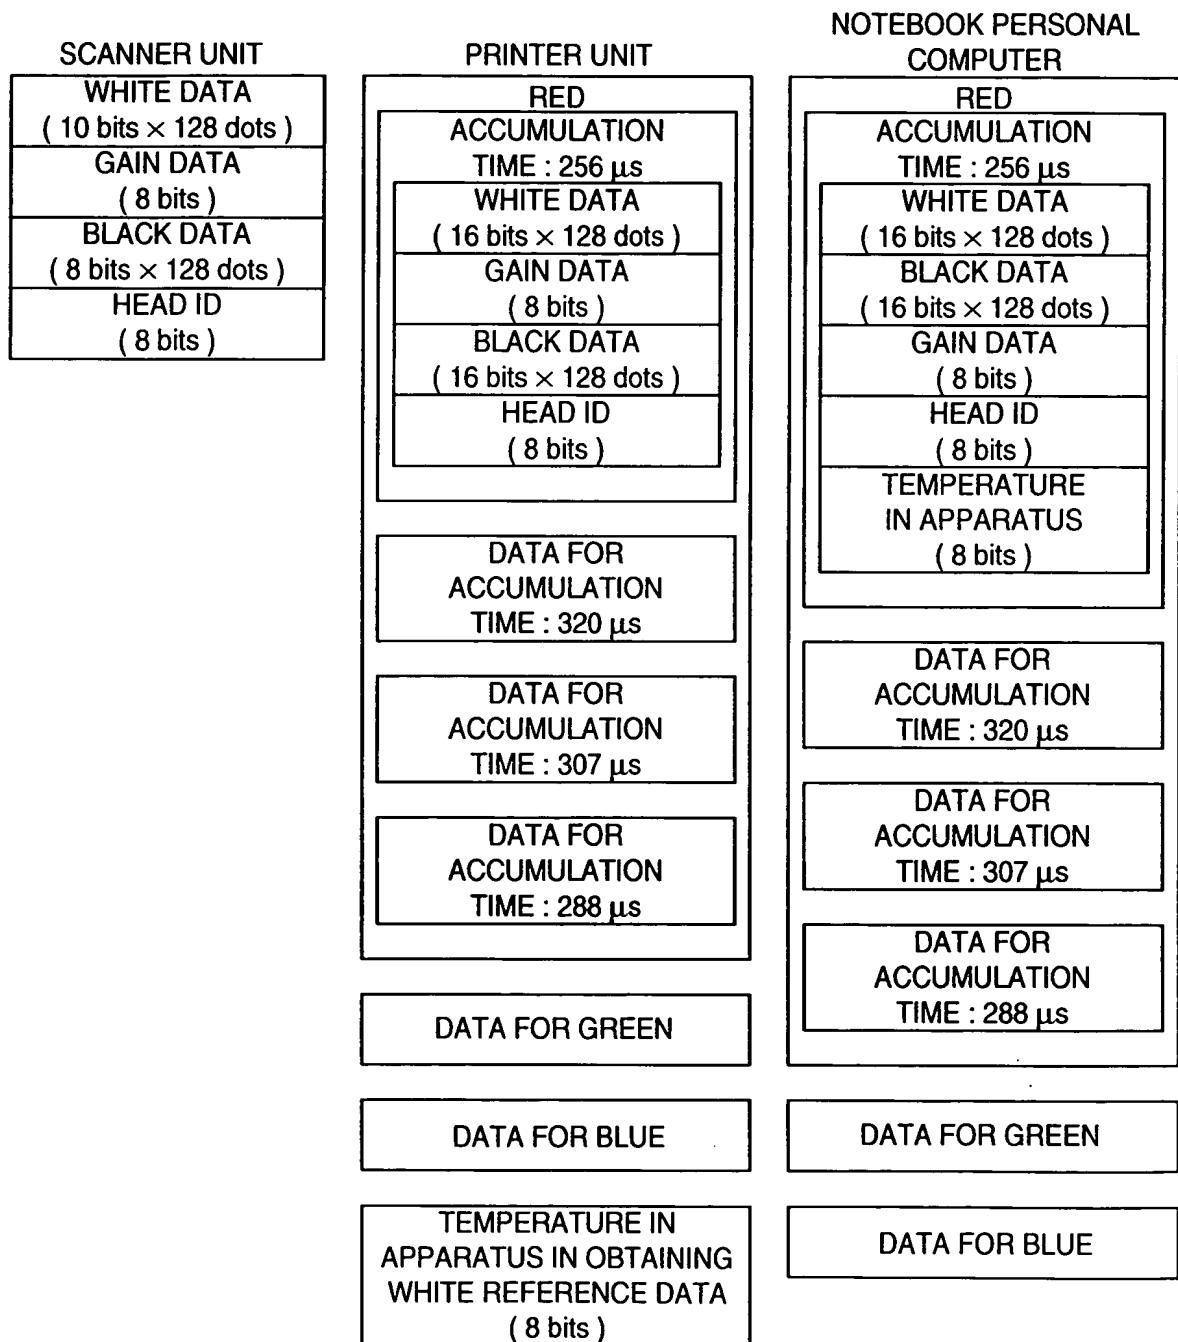 SCANNER UNIT
WHITE DATA
( 10 bits × 128 dots )
GAIN DATA
( 8 bits )
BLACK DATA
( 8 bits × 128 dots )
HEAD ID
( 8 bits )
PRINTER UNIT
RED
ACCUMULATION
TIME : 256 μs
WHITE DATA
( 16 bits × 128 dots )
GAIN DATA
( 8 bits )
BLACK DATA
( 16 bits × 128 dots )
HEAD ID
( 8 bits )
DATA FOR
ACCUMULATION
TIME : 320 μs
DATA FOR
ACCUMULATION
TIME : 307 μs
DATA FOR
ACCUMULATION
TIME : 288 μs
DATA FOR GREEN
DATA FOR BLUE
TEMPERATURE IN
APPARATUS IN OBTAINING
WHITE REFERENCE DATA
( 8 bits )
NOTEBOOK PERSONAL
COMPUTER
RED
ACCUMULATION
TIME : 256 μs
WHITE DATA
( 16 bits × 128 dots )
BLACK DATA
( 16 bits × 128 dots )
GAIN DATA
( 8 bits )
HEAD ID
( 8 bits )
TEMPERATURE
IN APPARATUS
( 8 bits )
DATA FOR
ACCUMULATION
TIME : 320 μs
DATA FOR
ACCUMULATION
TIME : 307 μs
DATA FOR
ACCUMULATION
TIME : 288 μs
DATA FOR GREEN
DATA FOR BLUE